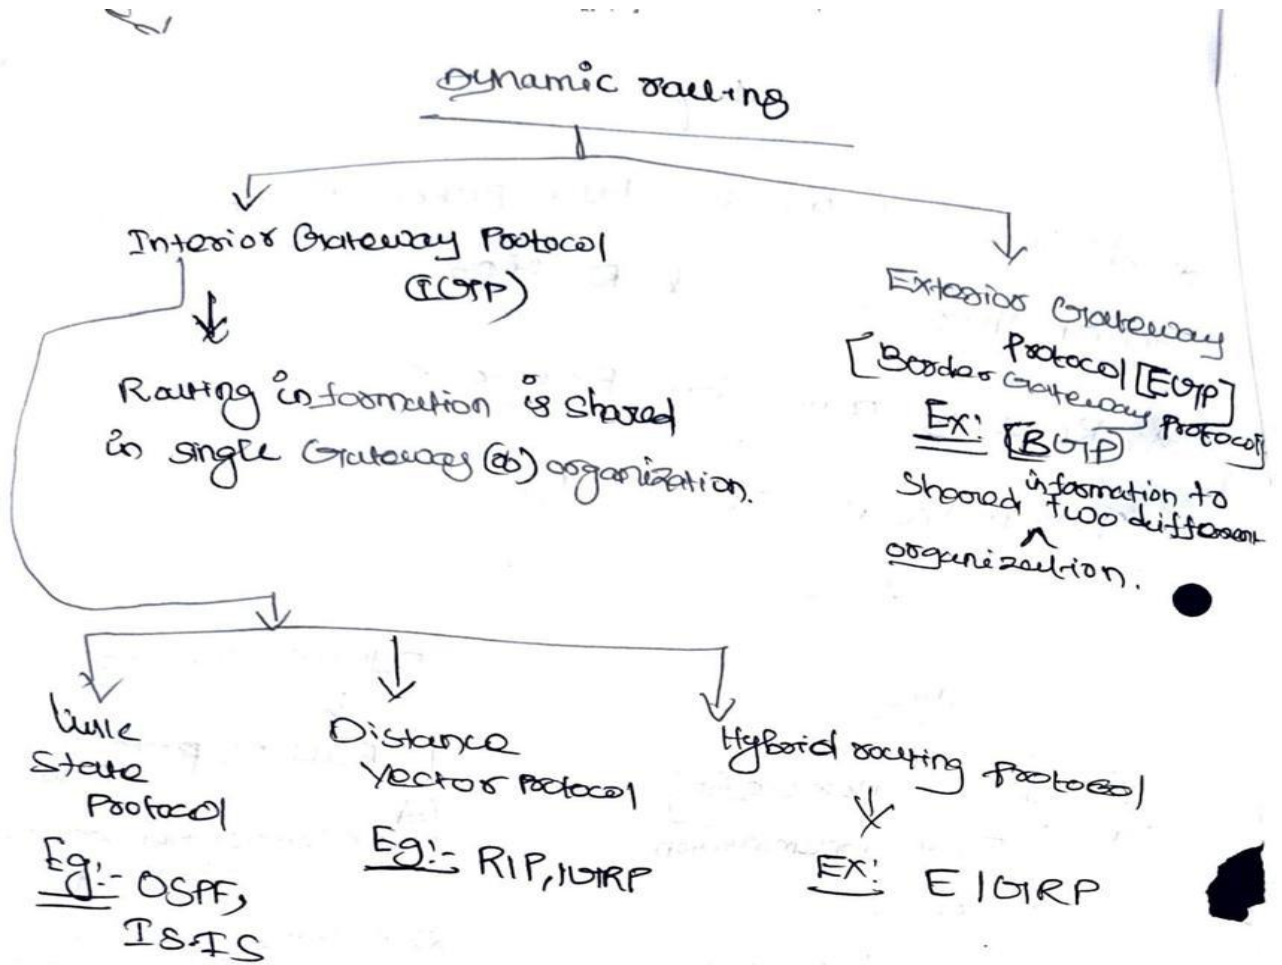 Dynamic routing
Interior Gateway Protocol
(IGP)
Routing information is shared
in single Gateway (or) organization.
Exterior Gateway
Protocol [EGP]
[Border Gateway Protocol]
Ex: [BGP]
Shared information to
two different
organization.
Link
State
Protocol
Eg:- OSPF,
IS-IS
Distance
Vector Protocol
Eg:- RIP, IGRP
Hybrid routing Protocol
Ex: EIGRP